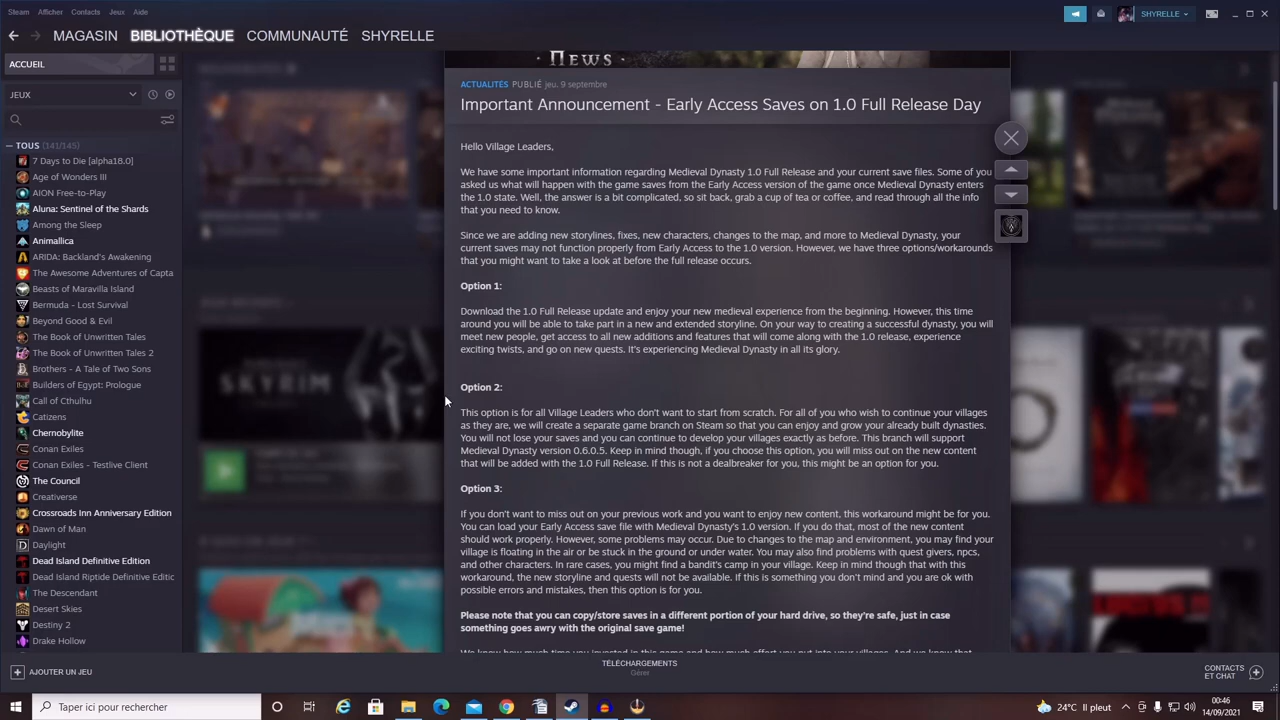 Steam Afficher Contacts Jeux Aide
SHYRELLE
MAGASIN BIBLIOTHÈQUE COMMUNAUTÉ SHYRELLE
ACCUEIL
JEUX
TOUS (141/145)
7 Days to Die [alpha18.0]
Age of Wonders III
AION Free-to-Play
Aluna: Sentinel of the Shards
Among the Sleep
Animallica
ARIDA: Backland's Awakening
The Awesome Adventures of Capta
Beasts of Maravilla Island
Bermuda - Lost Survival
Beyond Good & Evil
The Book of Unwritten Tales
The Book of Unwritten Tales 2
Brothers - A Tale of Two Sons
Builders of Egypt: Prologue
Call of Cthulhu
Catizens
Chernobylite
Conan Exiles
Conan Exiles - Testlive Client
The Council
Creativerse
Crossroads Inn Anniversary Edition
Dawn of Man
Daylight
Dead Island Definitive Edition
Dead Island Riptide Definitive Editic
The Descendant
Desert Skies
Destiny 2
Drake Hollow
SKYRIM
· News ·
ACTUALITÉS PUBLIÉ jeu. 9 septembre
Important Announcement - Early Access Saves on 1.0 Full Release Day
Hello Village Leaders,
We have some important information regarding Medieval Dynasty 1.0 Full Release and your current save files. Some of you
asked us what will happen with the game saves from the Early Access version of the game once Medieval Dynasty enters
the 1.0 state. Well, the answer is a bit complicated, so sit back, grab a cup of tea or coffee, and read through all the info
that you need to know.
Since we are adding new storylines, fixes, new characters, changes to the map, and more to Medieval Dynasty, your
current saves may not function properly from Early Access to the 1.0 version. However, we have three options/workarounds
that you might want to take a look at before the full release occurs.
Option 1:
Download the 1.0 Full Release update and enjoy your new medieval experience from the beginning. However, this time
around you will be able to take part in a new and extended storyline. On your way to creating a successful dynasty, you will
meet new people, get access to all new additions and features that will come along with the 1.0 release, experience
exciting twists, and go on new quests. It's experiencing Medieval Dynasty in all its glory.
Option 2:
This option is for all Village Leaders who don't want to start from scratch. For all of you who wish to continue your villages
as they are, we will create a separate game branch on Steam so that you can enjoy and grow your already built dynasties.
You will not lose your saves and you can continue to develop your villages exactly as before. This branch will support
Medieval Dynasty version 0.6.0.5. Keep in mind though, if you choose this option, you will miss out on the new content
that will be added with the 1.0 Full Release. If this is not a dealbreaker for you, this might be an option for you.
Option 3:
If you don't want to miss out on your previous work and you want to enjoy new content, this workaround might be for you.
You can load your Early Access save file with Medieval Dynasty's 1.0 version. If you do that, most of the new content
should work properly. However, some problems may occur. Due to changes to the map and environment, you may find your
village is floating in the air or be stuck in the ground or under water. You may also find problems with quest givers, npcs,
and other characters. In rare cases, you might find a bandit's camp in your village. Keep in mind though that with this
workaround, the new storyline and quests will not be available. If this is something you don't mind and you are ok with
possible errors and mistakes, then this option is for you.
Please note that you can copy/store saves in a different portion of your hard drive, so they're safe, just in case
something goes awry with the original save game!
We know how much time you invested in this game and how much effort you put into your villages. And we know that
AJOUTER UN JEU
TÉLÉCHARGEMENTS
Gérer
CONTACTS
ET CHAT
Taper ici pour rechercher
24°C Il pleut
00:46
14/09/2021